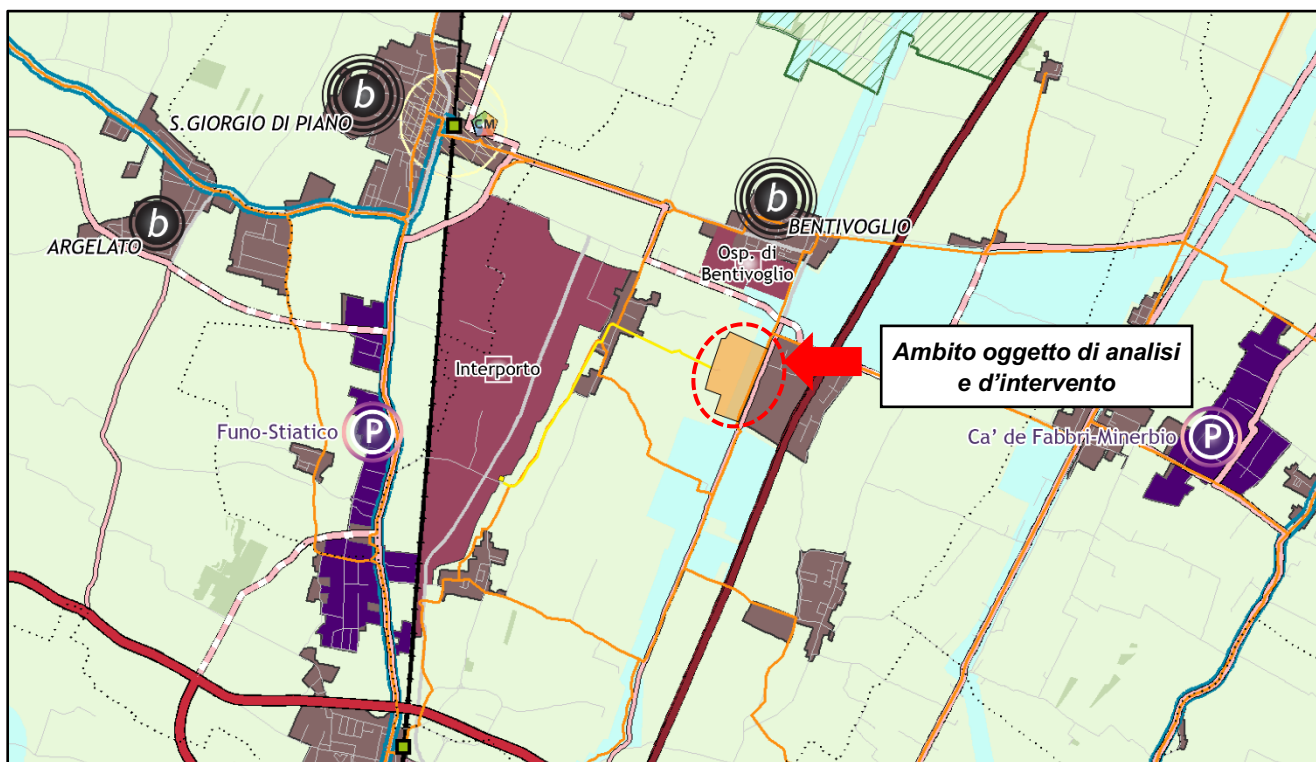 b
S.GIORGIO DI PIANO
CM
b
ARGELATO
b
BENTIVOGLIO
Osp. di
Bentivoglio
Interporto
Ambito oggetto di analisi
e d'intervento
Funo-Stiatico
P
Ca' de Fabbri-Minerbio
P